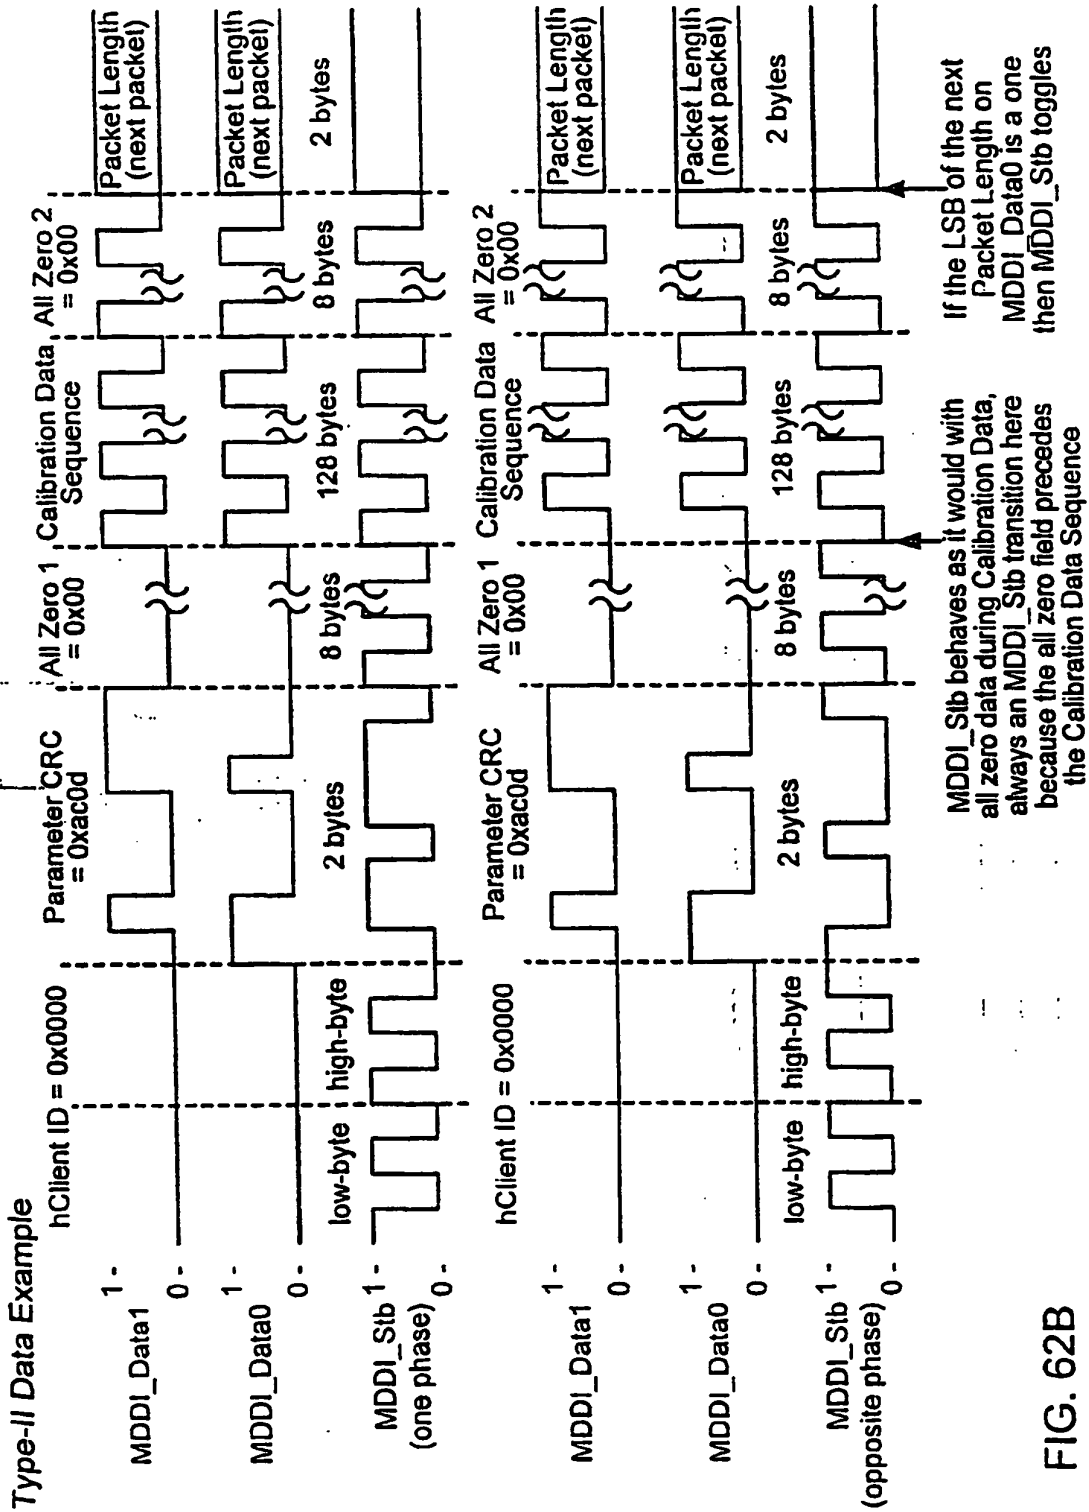 Type-II Data Example
hClient ID = 0x0000
Parameter CRC
= 0xac0d
All Zero 1
= 0x00
Calibration Data
Sequence
All Zero 2
= 0x00
MDDI_Data1
1 -
0 -
Packet Length
(next packet)
MDDI_Data0
1 -
0 -
Packet Length
(next packet)
low-byte
high-byte
2 bytes
8 bytes
128 bytes
8 bytes
2 bytes
MDDI_Stb
(one phase)
1 -
0 -
hClient ID = 0x0000
Parameter CRC
= 0xac0d
All Zero 1
= 0x00
Calibration Data
Sequence
All Zero 2
= 0x00
MDDI_Data1
1 -
0 -
Packet Length
(next packet)
MDDI_Data0
1 -
0 -
Packet Length
(next packet)
low-byte
high-byte
2 bytes
8 bytes
128 bytes
8 bytes
2 bytes
MDDI_Stb
(opposite phase)
1 -
0 -
MDDI_Stb behaves as it would with
all zero data during Calibration Data,
always an MDDI_Stb transition here
because the all zero field precedes
the Calibration Data Sequence
If the LSB of the next
Packet Length on
MDDI_Data0 is a one
then MDDI_Stb toggles
FIG. 62B